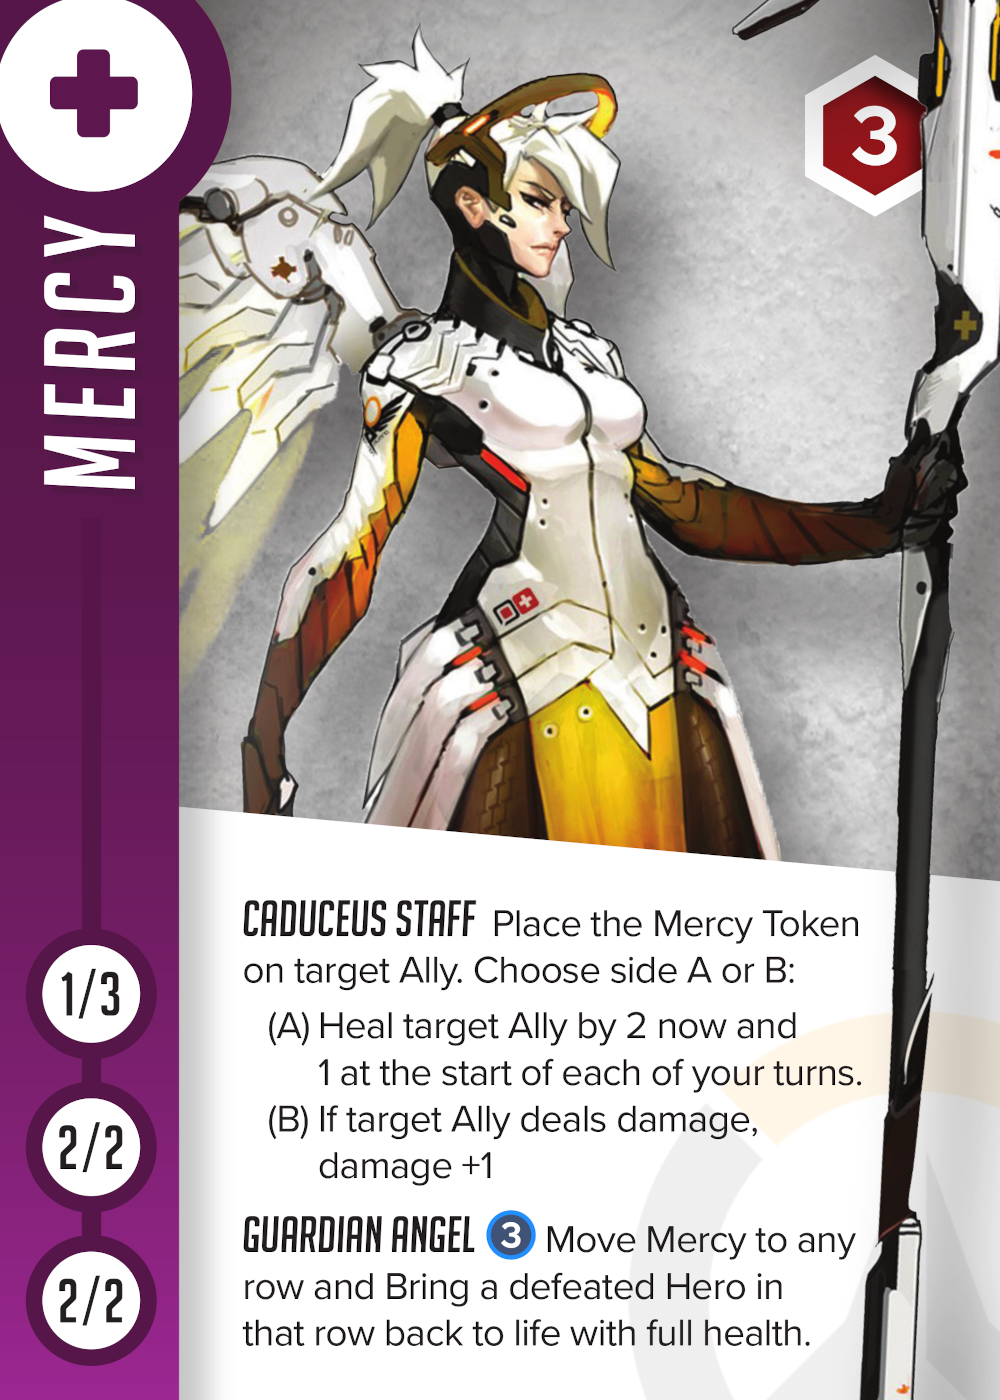 MERCY
3
1/3
2/2
2/2
CADUCEUS STAFF Place the Mercy Token
on target Ally. Choose side A or B:
(A) Heal target Ally by 2 now and
1 at the start of each of your turns.
(B) If target Ally deals damage,
damage +1
GUARDIAN ANGEL 3 Move Mercy to any
row and Bring a defeated Hero in
that row back to life with full health.